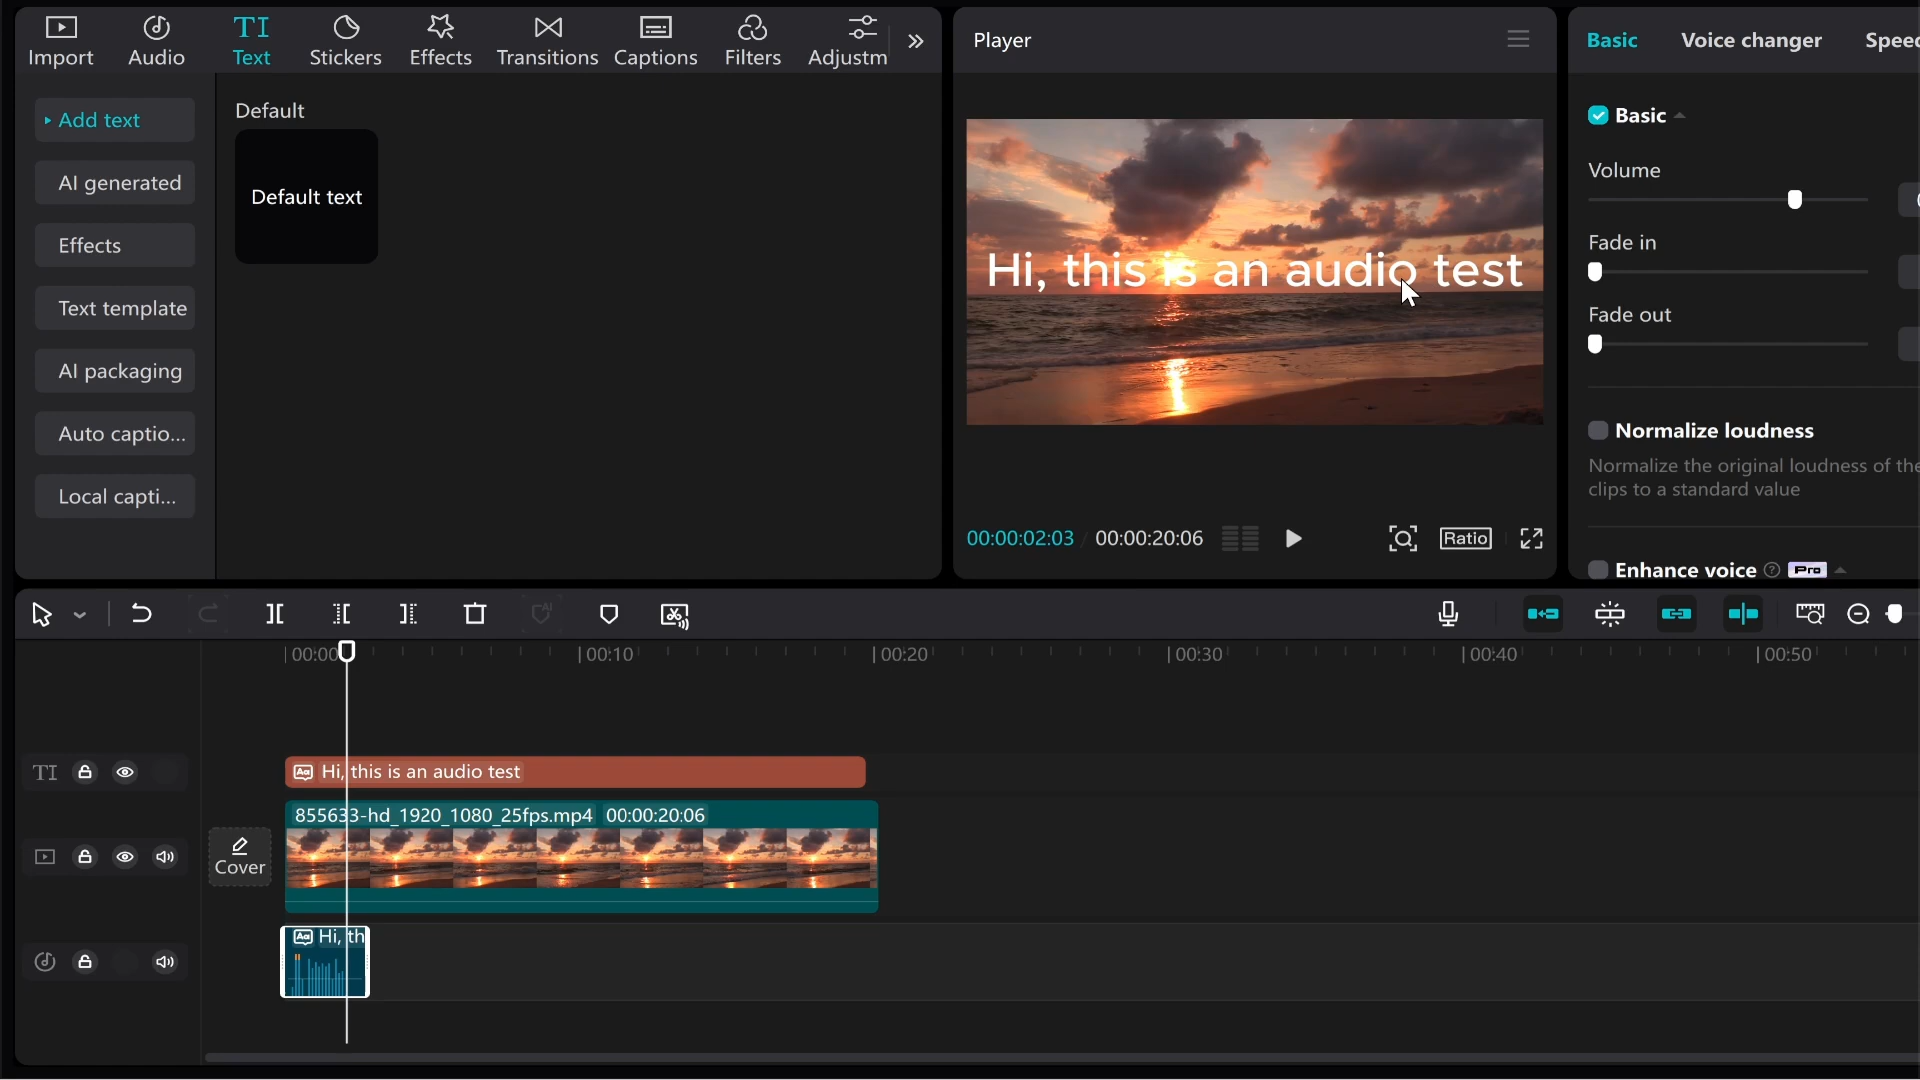 Import Audio Text Stickers Effects Transitions Captions Filters Adjustm
Add text
AI generated
Effects
Text template
AI packaging
Auto captio...
Local capti...
Default
Default text
Player
Hi, this is an audio test
00:00:02:03 / 00:00:20:06
Ratio
Basic Voice changer Speed
Basic
Volume
Fade in
Fade out
Normalize loudness
Normalize the original loudness of the
clips to a standard value
Enhance voice Pro
00:00 00:10 00:20 00:30 00:40 00:50
TI Hi, this is an audio test
855633-hd_1920_1080_25fps.mp4 00:00:20:06
Cover
Hi, th